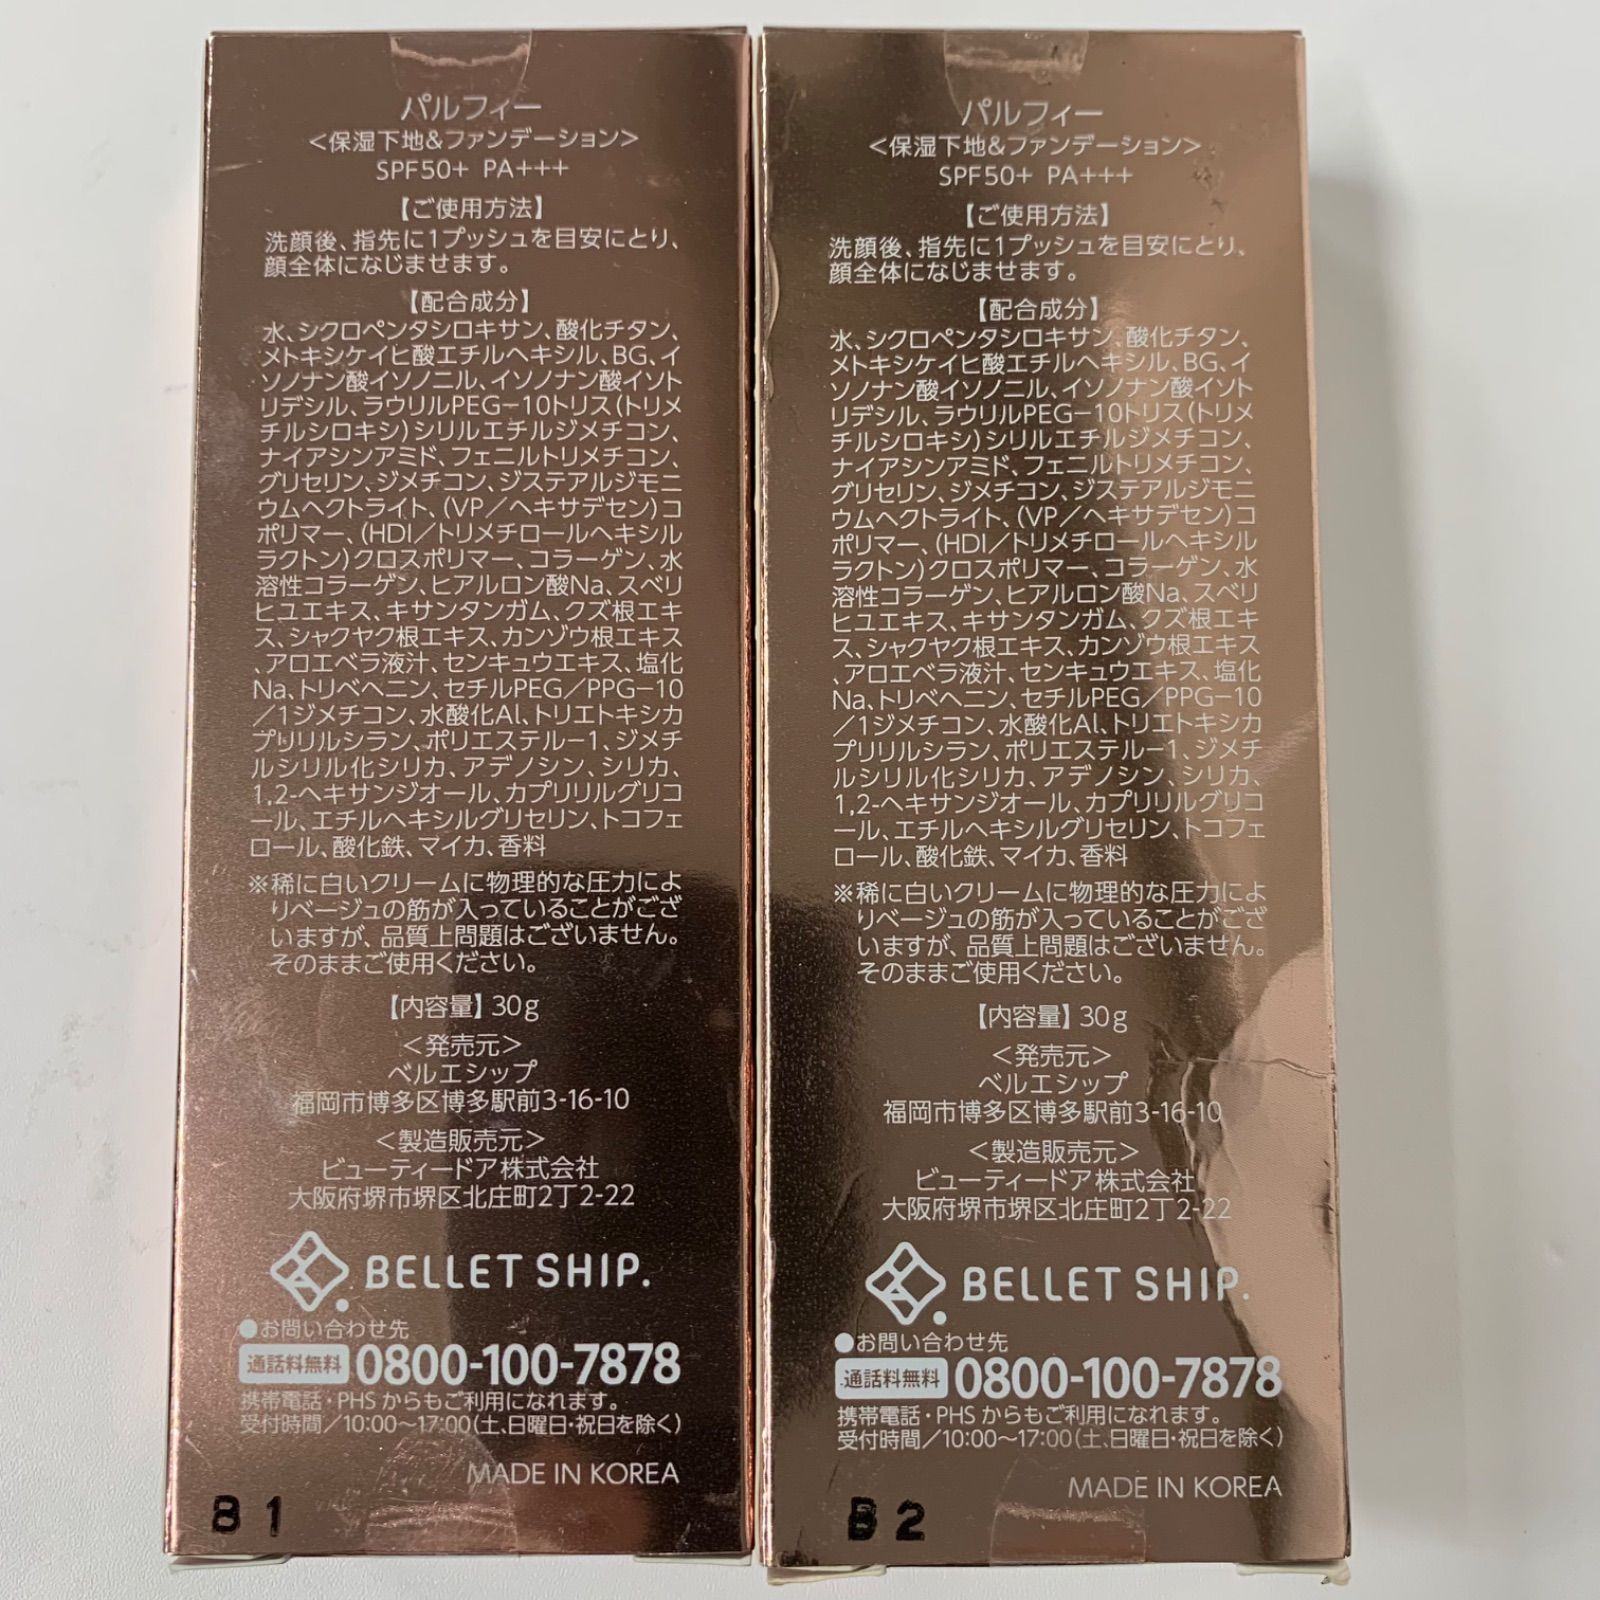 パルフィー
<保湿下地&ファンデーション>
SPF50+ PA+++
【ご使用方法】
洗顔後、指先に1プッシュを目安にとり、
顔全体になじませます。
【配合成分】
水、シクロペンタシロキサン、酸化チタン、
メトキシケイヒ酸エチルヘキシル、BG、イ
ソノナン酸イソノニル、イソノナン酸イソト
リデシル、ラウリルPEG-10トリス(トリメ
チルシロキシ)シリルエチルジメチコン、
ナイアシンアミド、フェニルトリメチコン、
グリセリン、ジメチコン、ジステアルジモニ
ウムヘクトライト、(VP/ヘキサデセン)コ
ポリマー、(HDI/トリメチロールヘキシル
ラクトン)クロスポリマー、コラーゲン、水
溶性コラーゲン、ヒアルロン酸Na、スベリ
ヒユエキス、キサンタンガム、クズ根エキ
ス、シャクヤク根エキス、カンゾウ根エキス
、アロエベラ液汁、センキュウエキス、塩化
Na、トリベヘニン、セチルPEG/PPG-10
/1ジメチコン、水酸化Al、トリエトキシカ
プリリルシラン、ポリエステル-1、ジメチ
ルシリル化シリカ、アデノシン、シリカ、
1,2-ヘキサンジオール、カプリリルグリコ
ール、エチルヘキシルグリセリン、トコフェ
ロール、酸化鉄、マイカ、香料
※稀に白いクリームに物理的な圧力によ
りベージュの筋が入っていることがござ
いますが、品質上問題はございません。
そのままご使用ください。
【内容量】30g
<発売元>
ベルエシップ
福岡市博多区博多駅前3-16-10
<製造販売元>
ビューティードア株式会社
大阪府堺市堺区北庄町2丁2-22
BELLET SHIP.
●お問い合わせ先
通話料無料 0800-100-7878
携帯電話・PHSからもご利用になれます。
受付時間/10:00〜17:00(土、日曜日・祝日を除く)
MADE IN KOREA
B1
パルフィー
<保湿下地&ファンデーション>
SPF50+ PA+++
【ご使用方法】
洗顔後、指先に1プッシュを目安にとり、
顔全体になじませます。
【配合成分】
水、シクロペンタシロキサン、酸化チタン、
メトキシケイヒ酸エチルヘキシル、BG、イ
ソノナン酸イソノニル、イソノナン酸イソト
リデシル、ラウリルPEG-10トリス(トリメ
チルシロキシ)シリルエチルジメチコン、
ナイアシンアミド、フェニルトリメチコン、
グリセリン、ジメチコン、ジステアルジモニ
ウムヘクトライト、(VP/ヘキサデセン)コ
ポリマー、(HDI/トリメチロールヘキシル
ラクトン)クロスポリマー、コラーゲン、水
溶性コラーゲン、ヒアルロン酸Na、スベリ
ヒユエキス、キサンタンガム、クズ根エキ
ス、シャクヤク根エキス、カンゾウ根エキス
、アロエベラ液汁、センキュウエキス、塩化
Na、トリベヘニン、セチルPEG/PPG-10
/1ジメチコン、水酸化Al、トリエトキシカ
プリリルシラン、ポリエステル-1、ジメチ
ルシリル化シリカ、アデノシン、シリカ、
1,2-ヘキサンジオール、カプリリルグリコ
ール、エチルヘキシルグリセリン、トコフェ
ロール、酸化鉄、マイカ、香料
※稀に白いクリームに物理的な圧力によ
りベージュの筋が入っていることがござ
いますが、品質上問題はございません。
そのままご使用ください。
【内容量】30g
<発売元>
ベルエシップ
福岡市博多区博多駅前3-16-10
<製造販売元>
ビューティードア株式会社
大阪府堺市堺区北庄町2丁2-22
BELLET SHIP.
●お問い合わせ先
通話料無料 0800-100-7878
携帯電話・PHSからもご利用になれます。
受付時間/10:00〜17:00(土、日曜日・祝日を除く)
MADE IN KOREA
B2